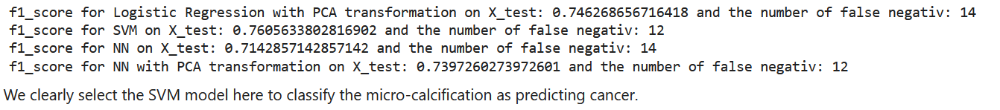 f1_score for Logistic Regression with PCA transformation on X_test: 0.746268656716418 and the number of false negativ: 14
f1_score for SVM on X_test: 0.7605633802816902 and the number of false negativ: 12
f1_score for NN on X_test: 0.7142857142857142 and the number of false negativ: 14
f1_score for NN with PCA transformation on X_test: 0.7397260273972601 and the number of false negativ: 12
We clearly select the SVM model here to classify the micro-calcification as predicting cancer.